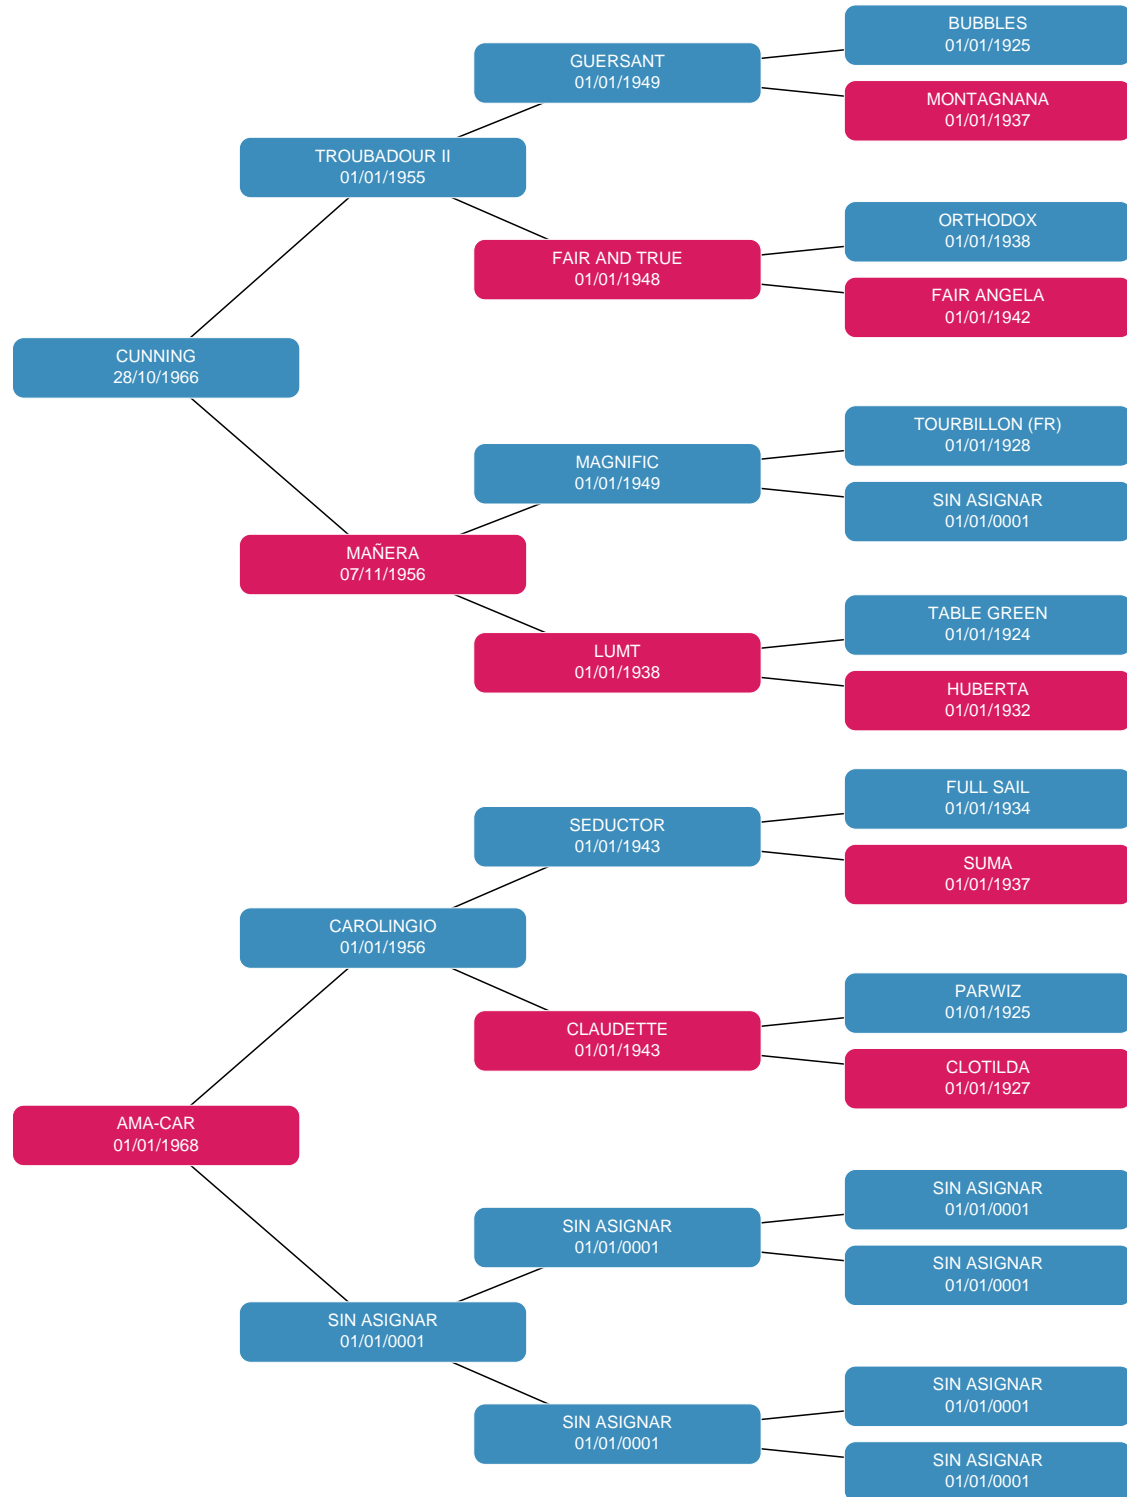 BUBBLES
01/01/1925
GUERSANT
01/01/1949
MONTAGNANA
01/01/1937
TROUBADOUR II
01/01/1955
ORTHODOX
01/01/1938
FAIR AND TRUE
01/01/1948
FAIR ANGELA
01/01/1942
CUNNING
28/10/1966
TOURBILLON (FR)
01/01/1928
MAGNIFIC
01/01/1949
SIN ASIGNAR
01/01/0001
MAÑERA
07/11/1956
TABLE GREEN
01/01/1924
LUMT
01/01/1938
HUBERTA
01/01/1932
FULL SAIL
01/01/1934
SEDUCTOR
01/01/1943
SUMA
01/01/1937
CAROLINGIO
01/01/1956
PARWIZ
01/01/1925
CLAUDETTE
01/01/1943
CLOTILDA
01/01/1927
AMA-CAR
01/01/1968
SIN ASIGNAR
01/01/0001
SIN ASIGNAR
01/01/0001
SIN ASIGNAR
01/01/0001
SIN ASIGNAR
01/01/0001
SIN ASIGNAR
01/01/0001
SIN ASIGNAR
01/01/0001
SIN ASIGNAR
01/01/0001